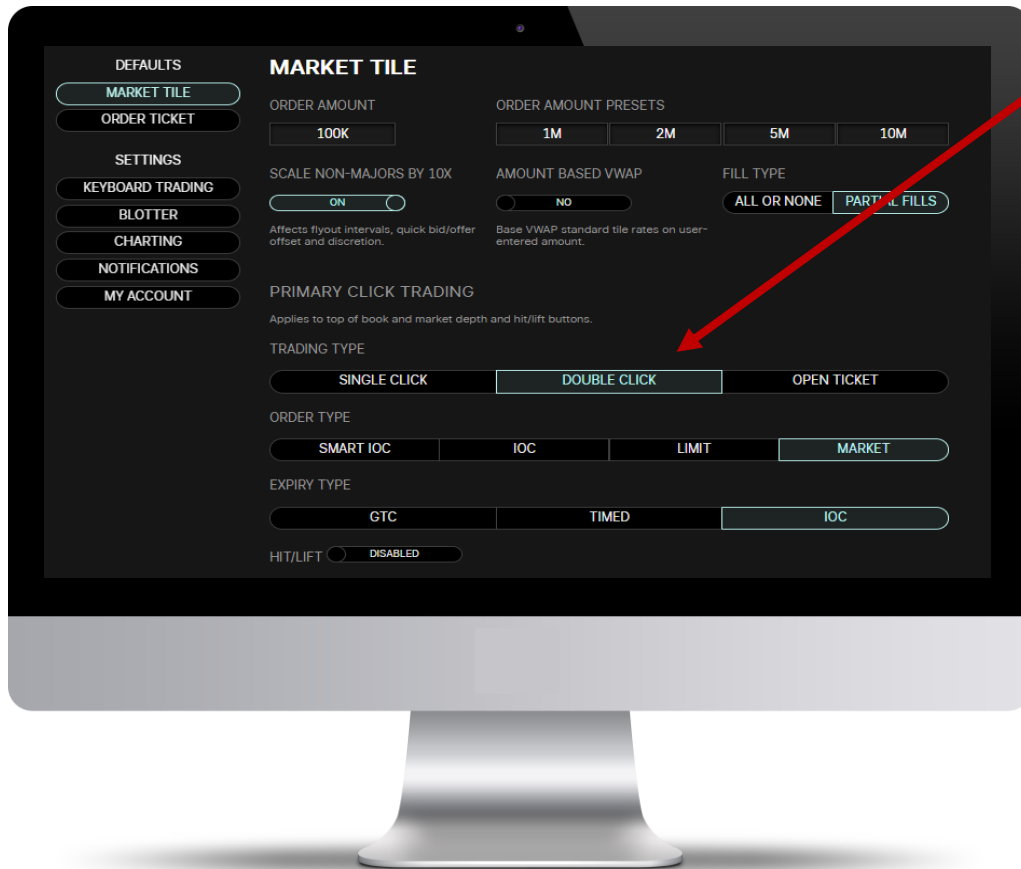 DEFAULTS
MARKET TILE
ORDER TICKET
SETTINGS
KEYBOARD TRADING
BLOTTER
CHARTING
NOTIFICATIONS
MY ACCOUNT
MARKET TILE
ORDER AMOUNT
100K
ORDER AMOUNT PRESETS
1M 2M 5M 10M
SCALE NON-MAJORS BY 10X
ON
Affects flyout intervals, quick bid/offer
offset and discretion.
AMOUNT BASED VWAP
NO
Base VWAP standard tile rates on user-
entered amount.
FILL TYPE
ALL OR NONE PARTIAL FILLS
PRIMARY CLICK TRADING
Applies to top of book and market depth and hit/lift buttons.
TRADING TYPE
SINGLE CLICK DOUBLE CLICK OPEN TICKET
ORDER TYPE
SMART IOC IOC LIMIT MARKET
EXPIRY TYPE
GTC TIMED IOC
HIT/LIFT DISABLED